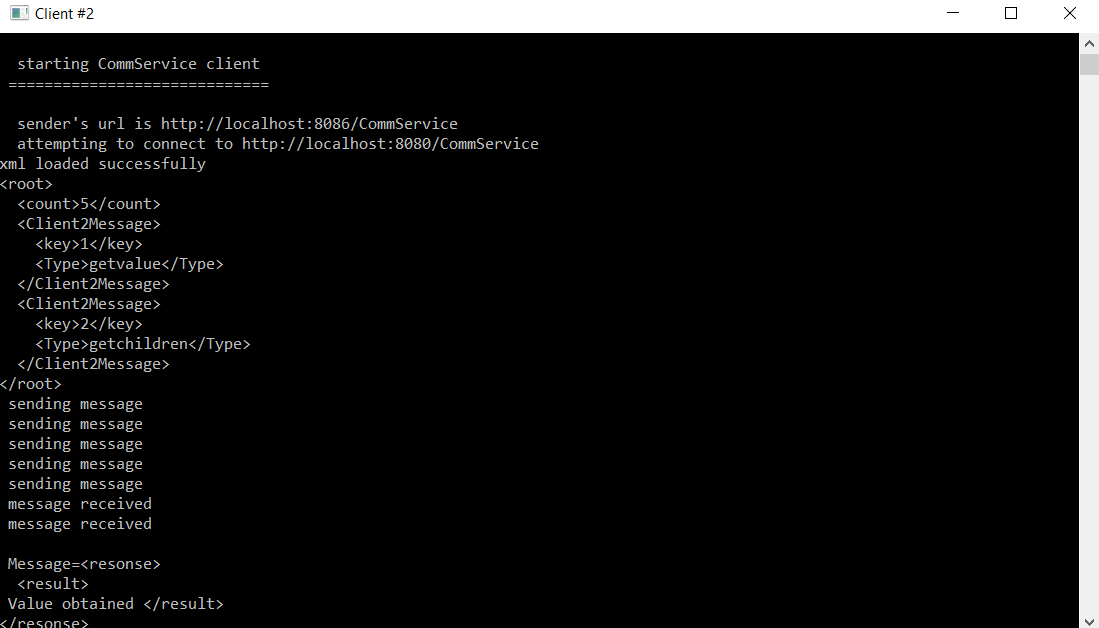 Client #2
starting CommService client
=============================
sender's url is http://localhost:8086/CommService
attempting to connect to http://localhost:8080/CommService
xml loaded successfully
<root>
<count>5</count>
<Client2Message>
<key>1</key>
<Type>getvalue</Type>
</Client2Message>
<Client2Message>
<key>2</key>
<Type>getchildren</Type>
</Client2Message>
</root>
sending message
sending message
sending message
sending message
sending message
message received
message received
Message=<resonse>
<result>
Value obtained </result>
</resonse>